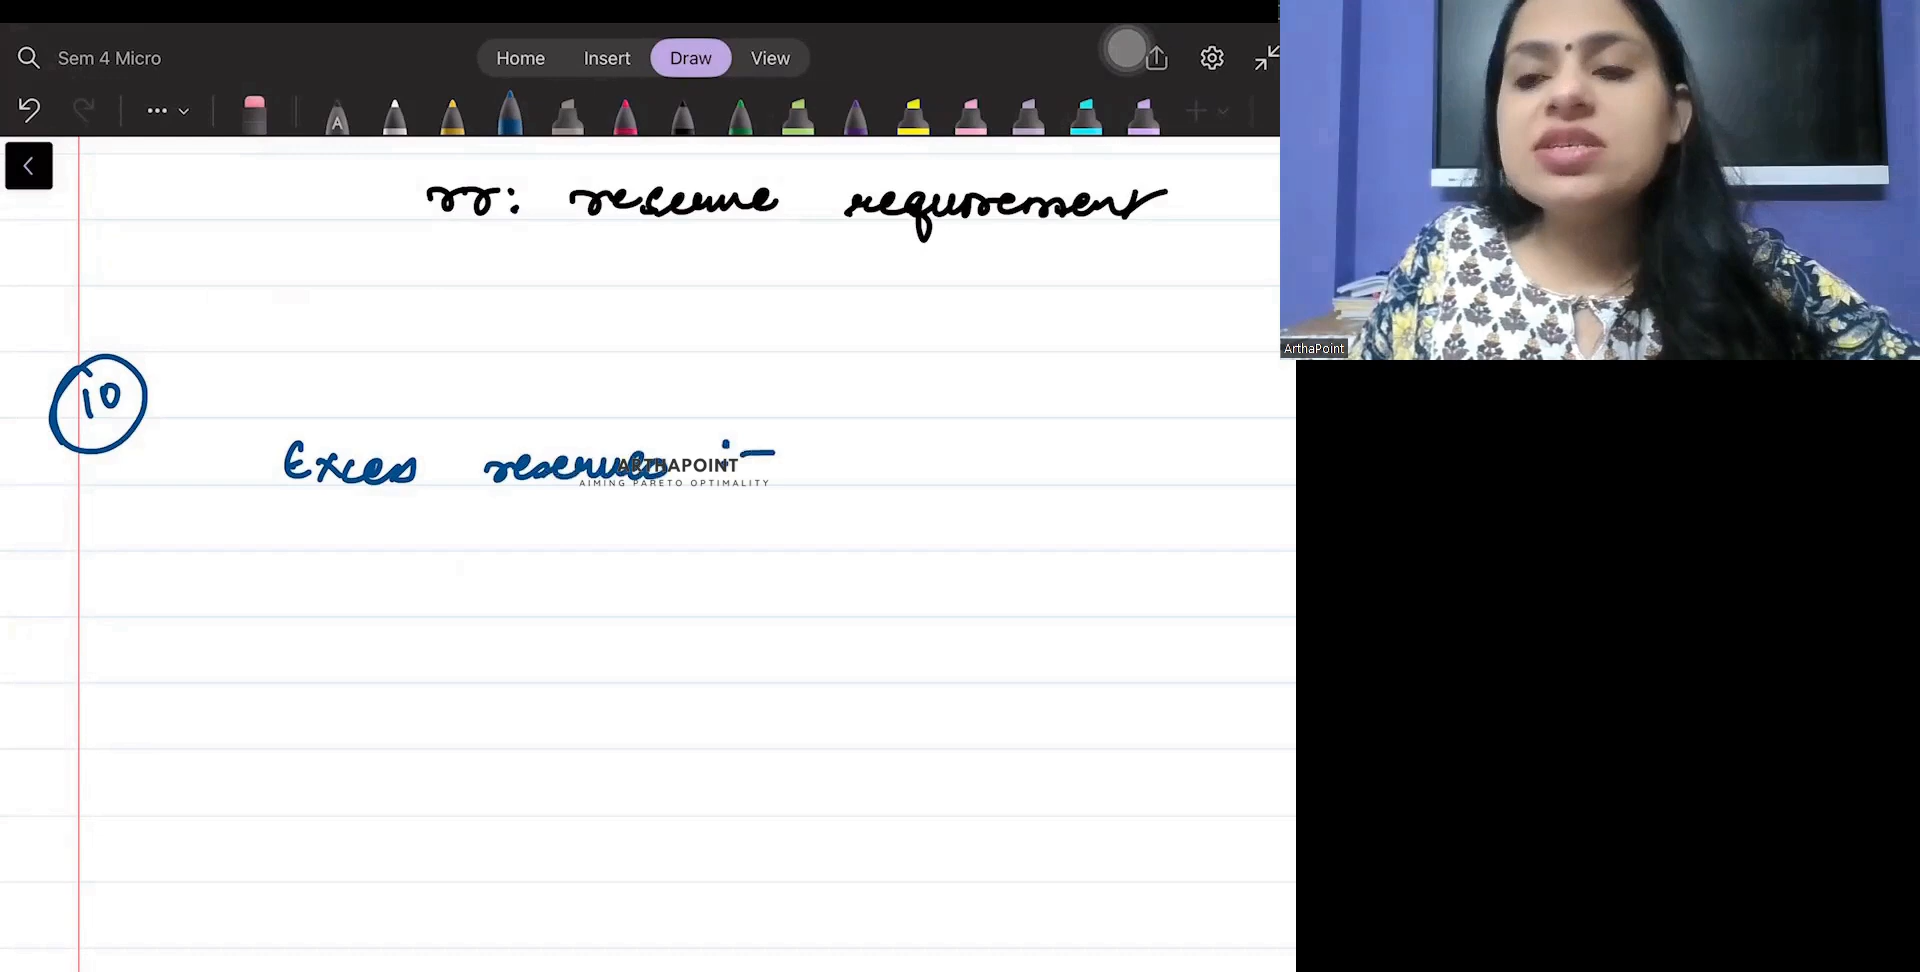 Sem 4 Micro
Home Insert Draw View
A
rr: reserve requirement
10
Excess reserves :-
ARTHAPOINT
AIMING PARETO OPTIMALITY
ArthaPoint